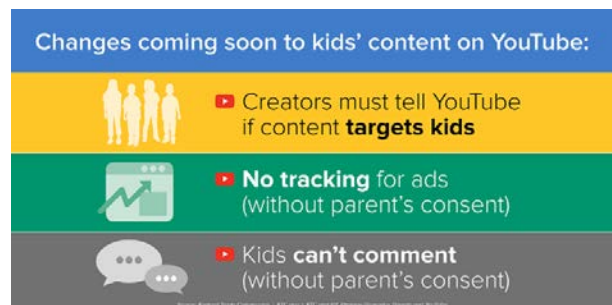 Changes coming soon to kids' content on YouTube:
Creators must tell YouTube
if content targets kids
No tracking for ads
(without parent's consent)
Kids can't comment
(without parent's consent)